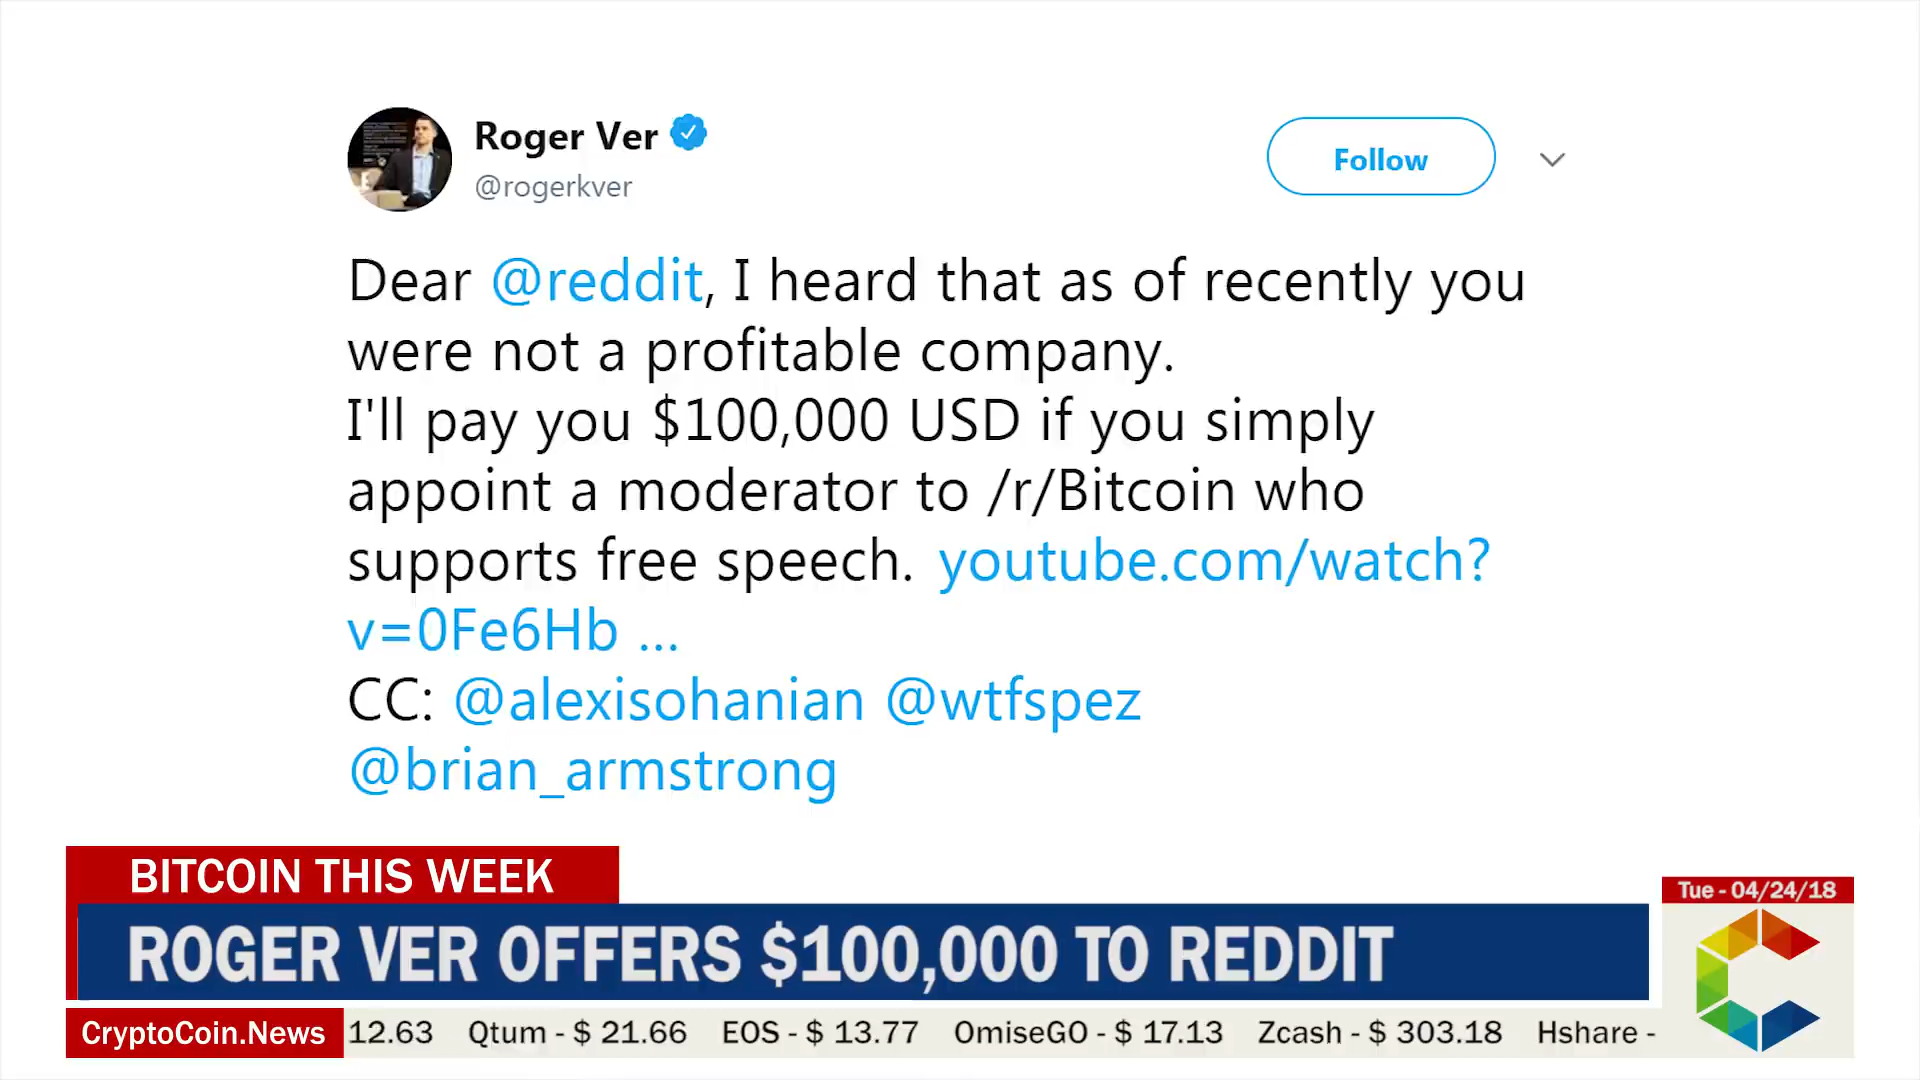 Roger Ver
@rogerkver
Follow
Dear @reddit, I heard that as of recently you
were not a profitable company.
I'll pay you $100,000 USD if you simply
appoint a moderator to /r/Bitcoin who
supports free speech. youtube.com/watch?
v=0Fe6Hb ...
CC: @alexisohanian @wtfspez
@brian_armstrong
BITCOIN THIS WEEK
Tue - 04/24/18
ROGER VER OFFERS $100,000 TO REDDIT
CryptoCoin.News 12.63 Qtum - $ 21.66 EOS - $ 13.77 OmiseGO - $ 17.13 Zcash - $ 303.18 Hshare -